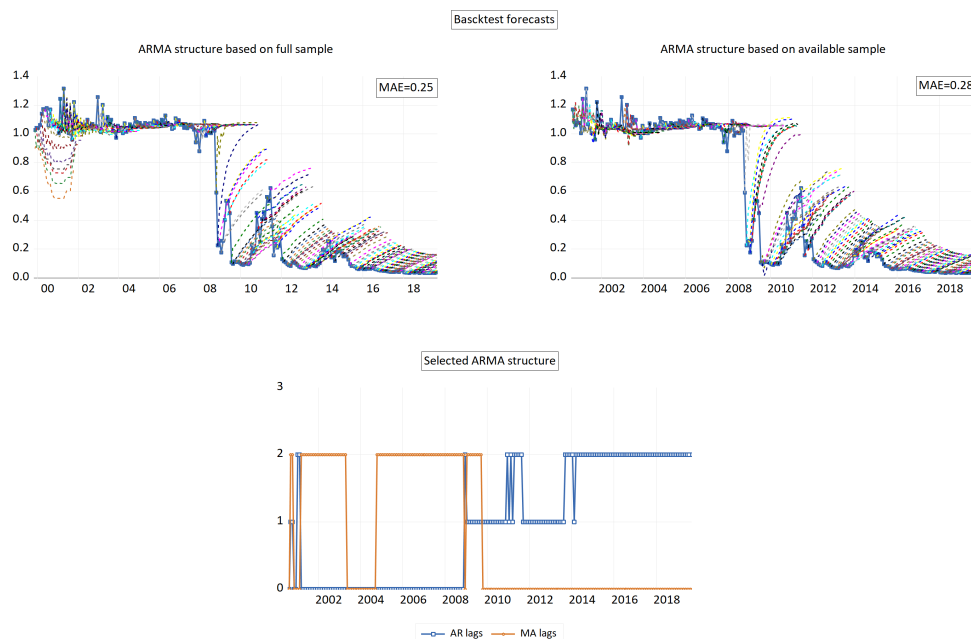 Bascktest forecasts
ARMA structure based on full sample
ARMA structure based on available sample
MAE=0.25
MAE=0.28
1.4
1.2
1.0
0.8
0.6
0.4
0.2
0.0
00 02 04 06 08 10 12 14 16 18
1.4
1.2
1.0
0.8
0.6
0.4
0.2
0.0
2002 2004 2006 2008 2010 2012 2014 2016 2018
Selected ARMA structure
3
2
1
0
2002 2004 2006 2008 2010 2012 2014 2016 2018
AR lags MA lags